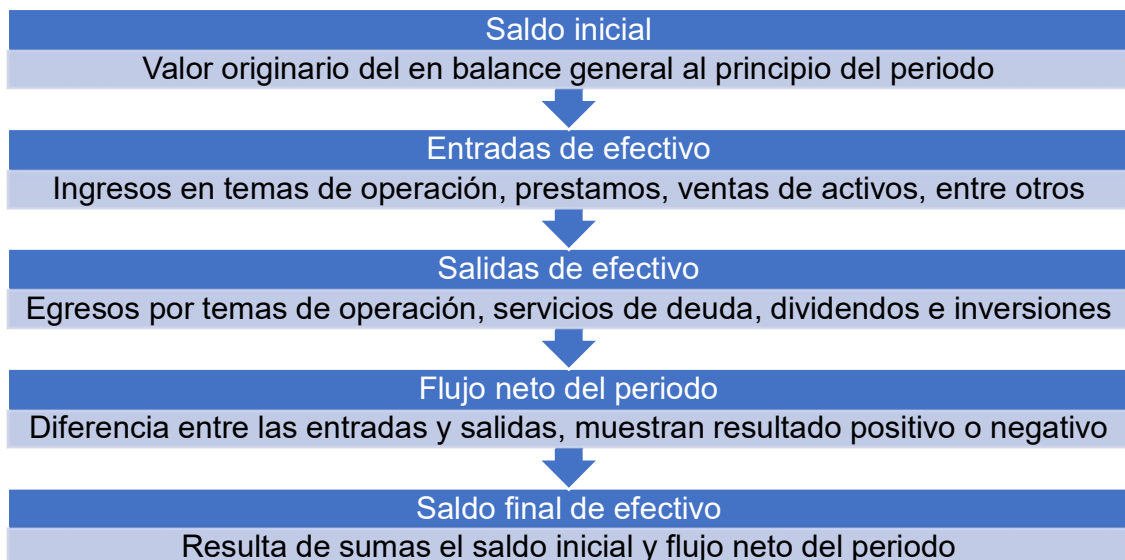 Saldo inicial
Valor originario del en balance general al principio del periodo
Entradas de efectivo
Ingresos en temas de operación, prestamos, ventas de activos, entre otros
Salidas de efectivo
Egresos por temas de operación, servicios de deuda, dividendos e inversiones
Flujo neto del periodo
Diferencia entre las entradas y salidas, muestran resultado positivo o negativo
Saldo final de efectivo
Resulta de sumas el saldo inicial y flujo neto del periodo